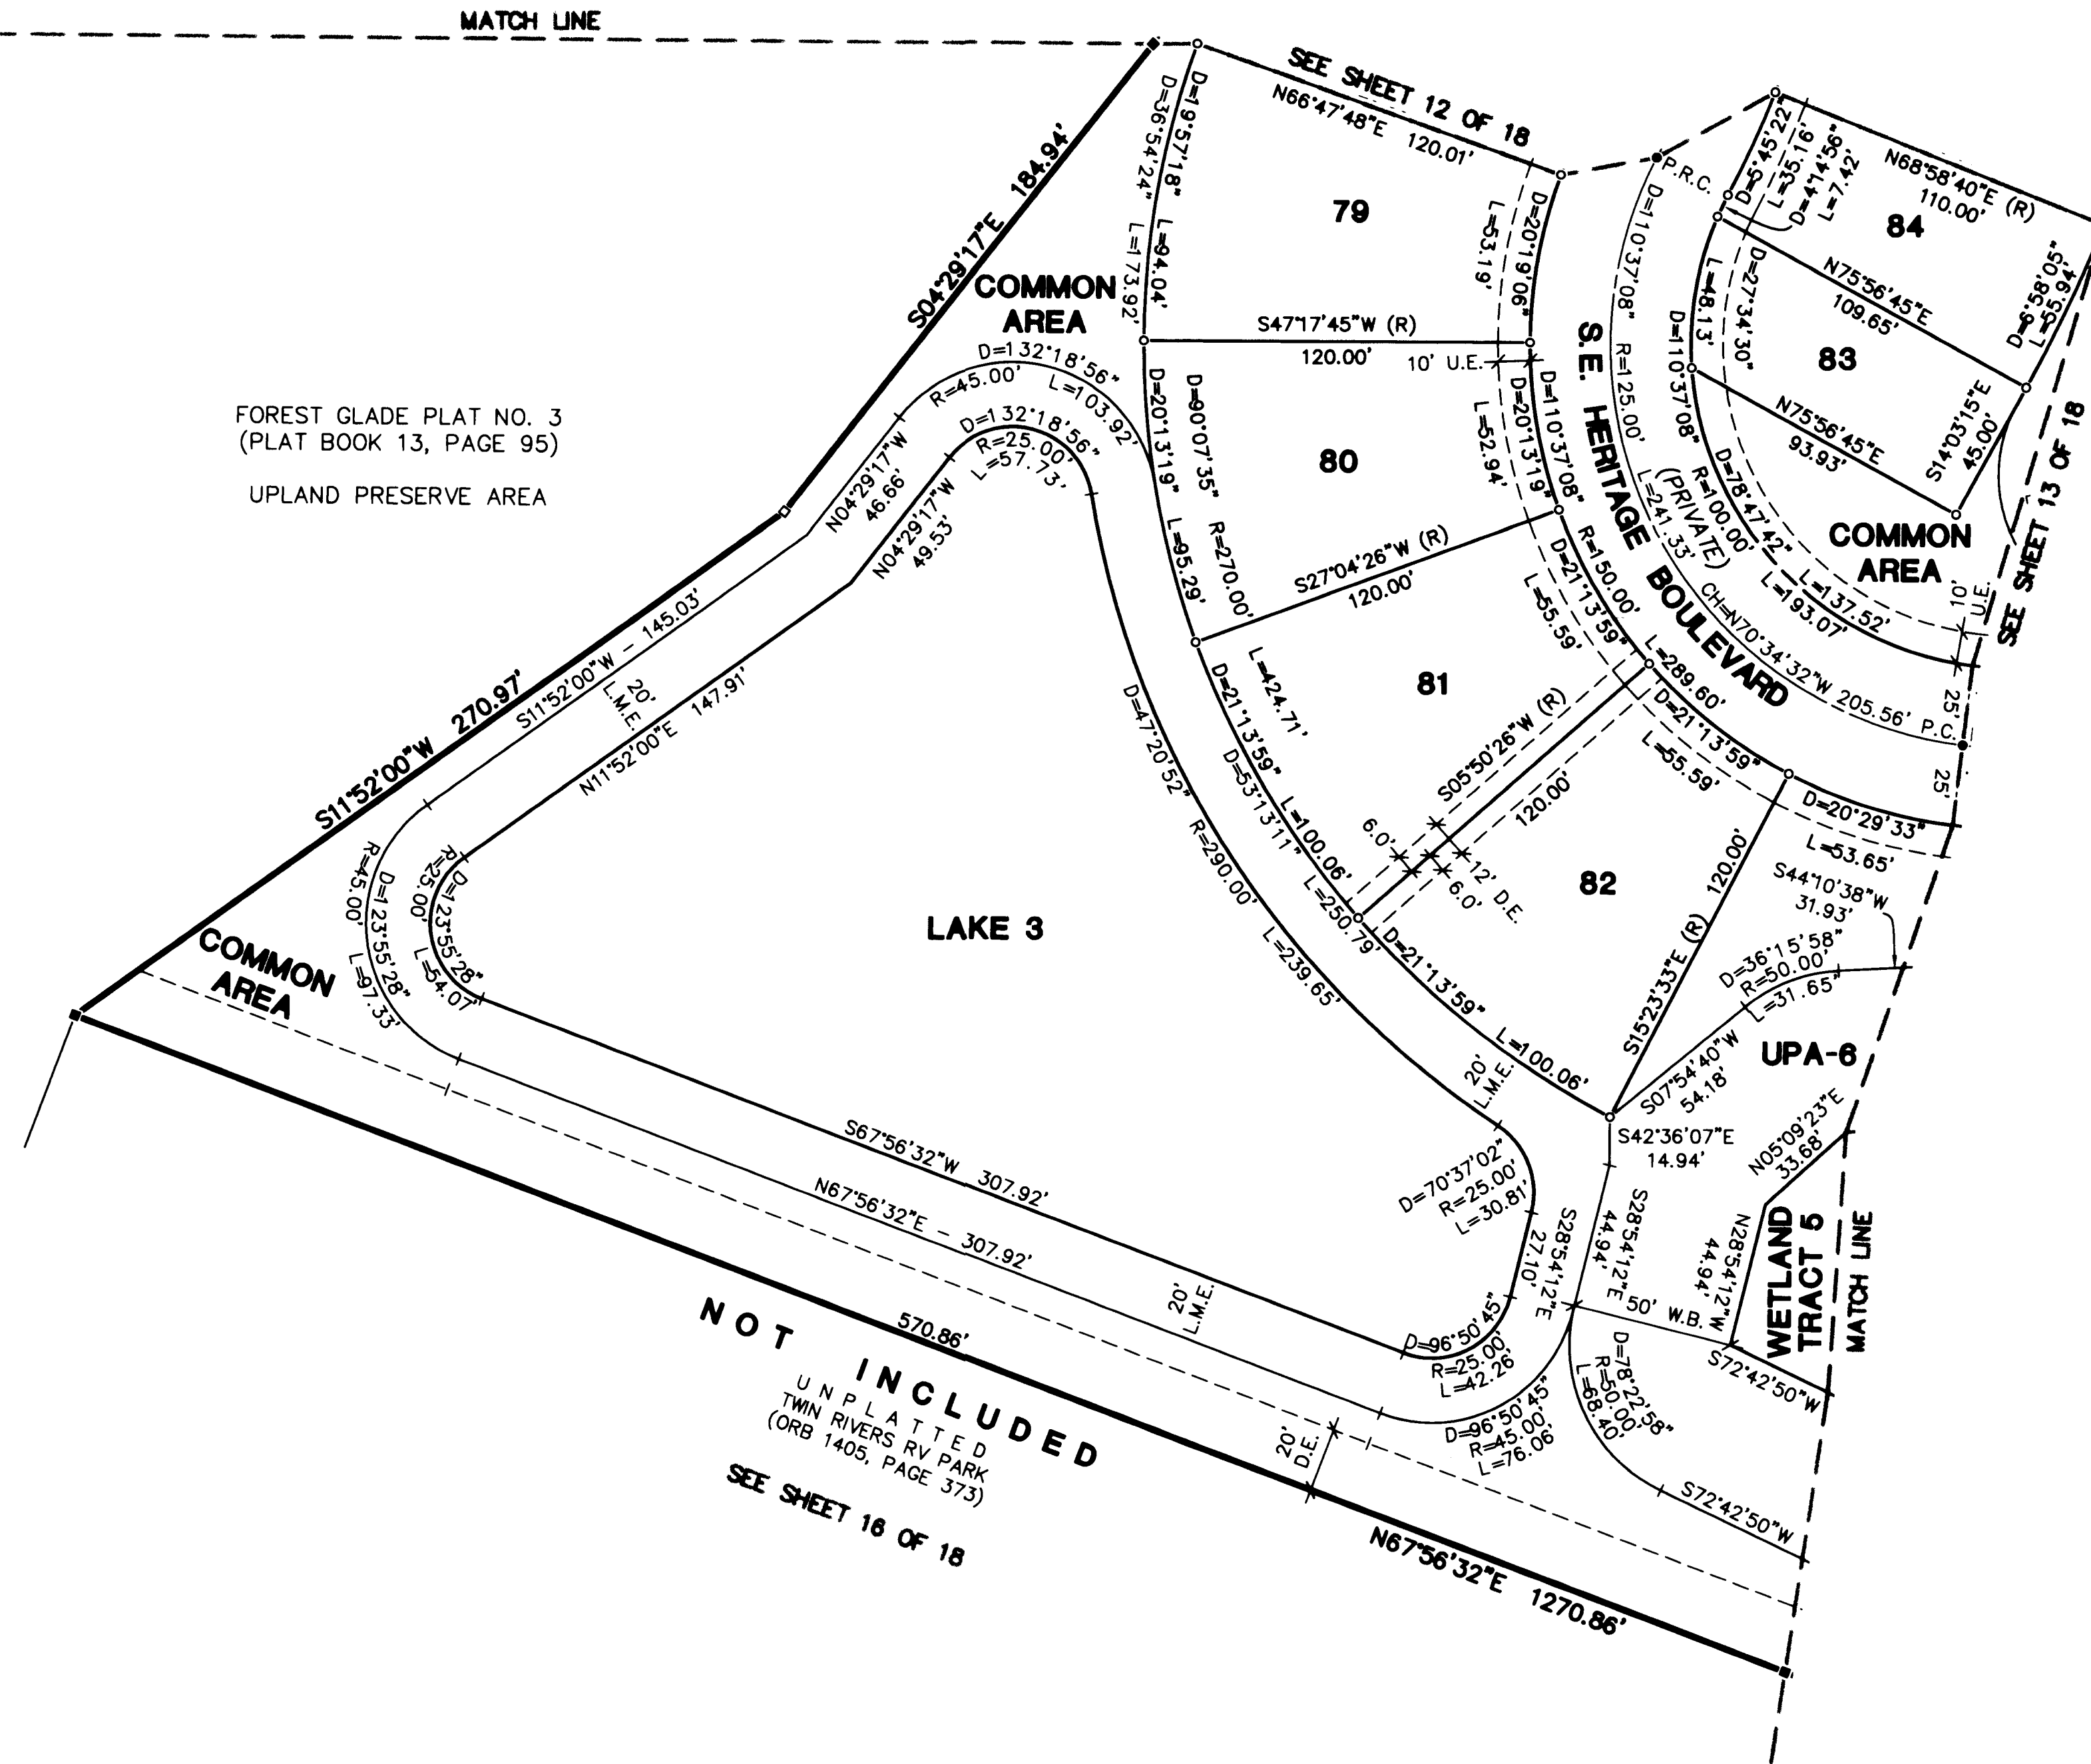 MATCH LINE
SEE SHEET 12 OF 18
N66°47'48"E 120.01'
S04°29'17"E 184.94'
D=36°54'24" L=173.92'
D=19°57'18" L=94.04'
79
L=53.19'
D=20°19'06"
P.R.C.
D=5°45'22"
L=35.16'
D=4°14'56"
L=7.42'
N68°58'40"E (R)
110.00'
84
D=6°58'05"
L=55.94'
N75°56'45"E
109.65'
L=48.13'
D=27°34'30"
83
N75°56'45"E
93.93'
S14°03'15"E
45.00'
SEE SHEET 13 OF 18
COMMON
AREA
FOREST GLADE PLAT NO. 3
(PLAT BOOK 13, PAGE 95)
UPLAND PRESERVE AREA
COMMON
AREA
D=132°18'56"
R=45.00' L=103.92'
D=132°18'56"
R=25.00'
L=57.73'
N04°29'17"W
46.66'
N04°29'17"W
49.53'
S47°17'45"W (R)
120.00'
10' U.E.
D=20°13'19" L=95.29'
D=90°07'35" R=270.00' L=424.71'
80
L=52.94'
D=20°13'19"
D=110°37'08" R=150.00' L=289.60'
S27°04'26"W (R)
120.00'
S.E. HERITAGE BOULEVARD
(PRIVATE)
D=110°37'08" R=125.00' L=241.33' CH=N70°34'32"W 205.56' P.C.
D=110°37'08" R=100.00' L=193.07'
D=78°47'42" L=137.52'
10'
U.E.
25'
25'
D=21°13'59"
L=55.59'
81
D=21°13'59" L=100.06'
D=53°13'11" L=250.79'
S05°50'26"W (R)
120.00'
6.0'
12' D.E.
6.0'
D=21°13'59"
L=55.59'
82
D=21°13'59" L=100.06'
S15°23'33"E (R) 120.00'
D=20°29'33"
L=53.65'
S44°10'38"W
31.93'
D=36°15'58"
R=50.00'
L=31.65'
S07°54'40"W
54.18'
UPA-6
S42°36'07"E
14.94'
N05°09'23"E
33.68'
S28°54'12"E
44.94'
N28°54'12"W
44.94'
WETLAND
TRACT 5
MATCH LINE
50' W.B.
S72°42'50"W
D=78°22'58"
R=50.00'
L=68.40'
S72°42'50"W
S11°52'00"W 270.97'
S11°52'00"W – 145.03'
20'
L.M.E.
N11°52'00"E 147.91'
D=47°20'52" R=290.00' L=239.65'
LAKE 3
COMMON
AREA
R=45.00'
D=123°55'28"
L=97.33'
R=25.00'
D=123°55'28"
L=54.07'
S67°56'32"W 307.92'
N67°56'32"E – 307.92'
20'
L.M.E.
20'
L.M.E.
D=70°37'02"
R=25.00'
L=30.81'
S28°54'12"E
27.10'
D=96°50'45"
R=25.00'
L=42.26'
D=96°50'45"
R=45.00'
L=76.06'
20'
D.E.
570.86'
NOT INCLUDED
UNPLATTED
TWIN RIVERS RV PARK
(ORB 1405, PAGE 373)
SEE SHEET 16 OF 18
N67°56'32"E 1270.86'